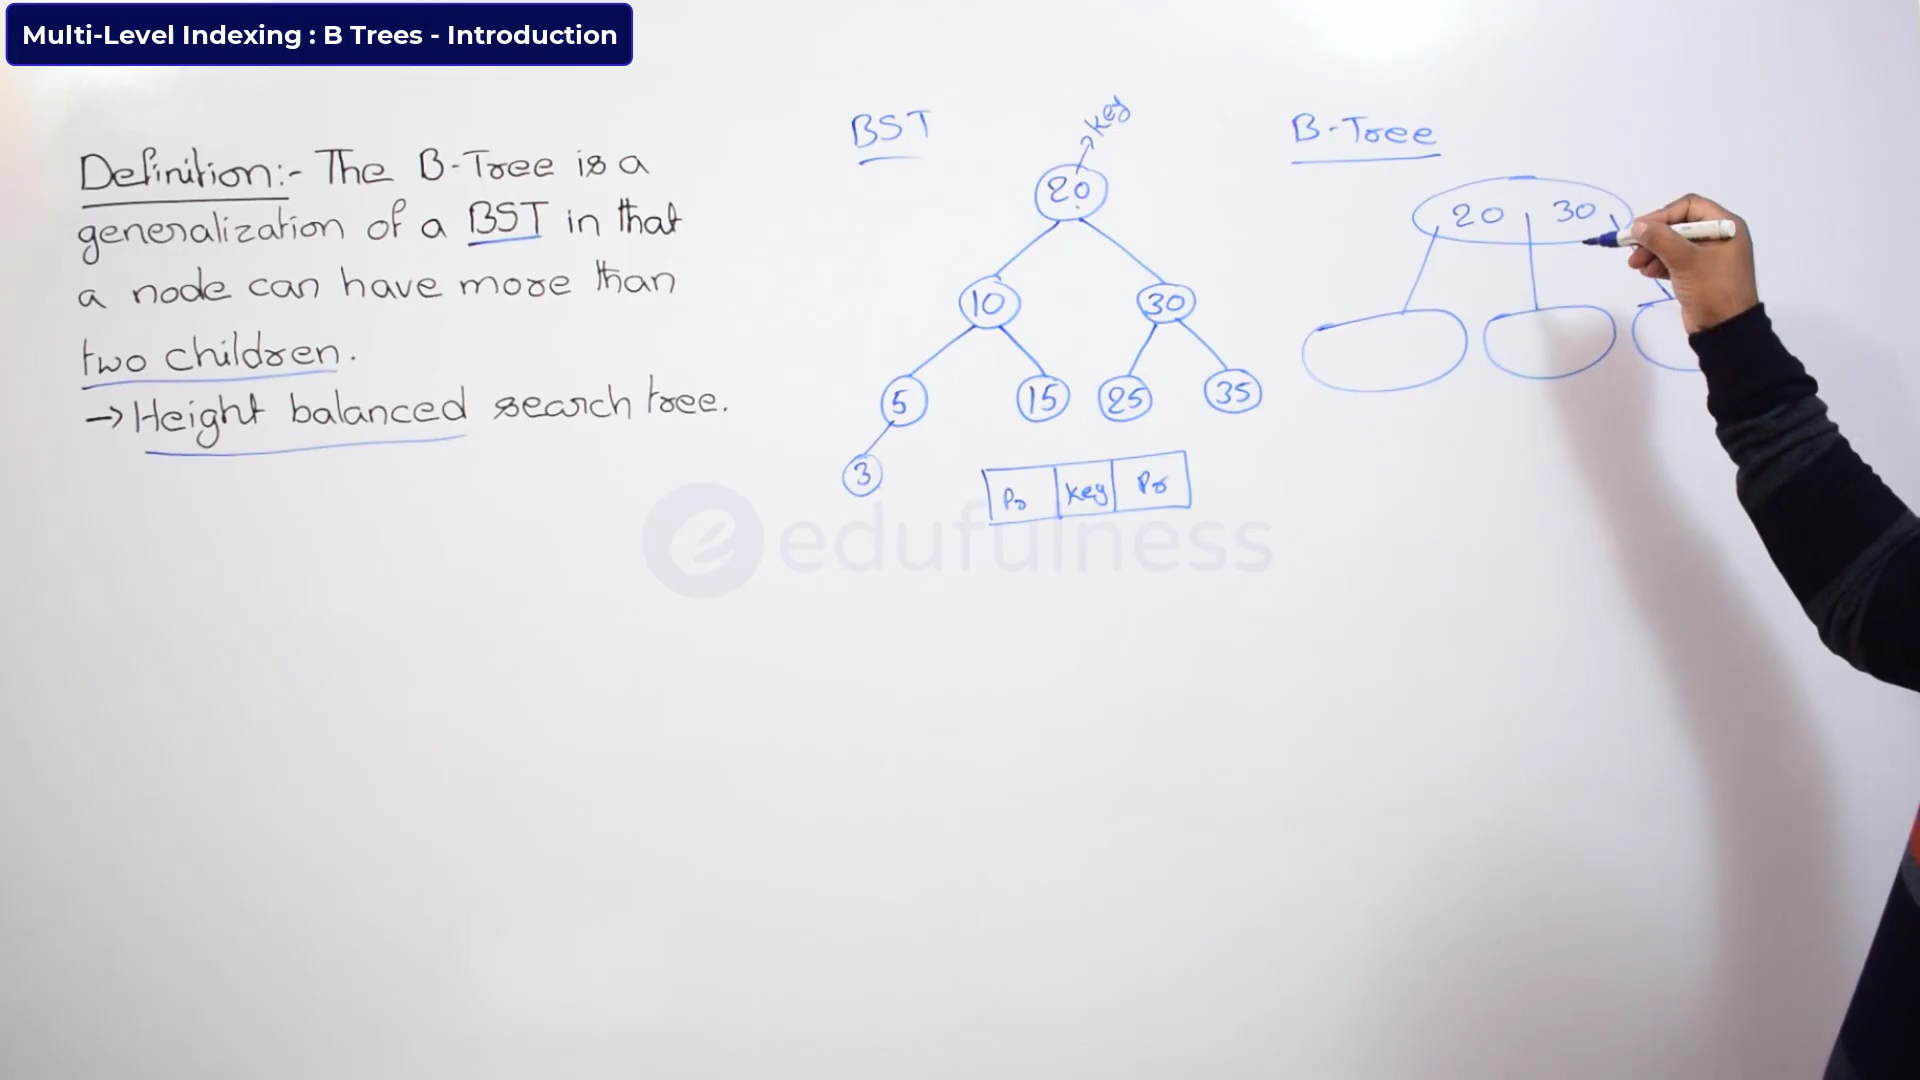 Multi-Level Indexing : B Trees - Introduction
Definition:- The B-Tree is a
generalization of a BST in that
a node can have more than
two children.
→ Height balanced search tree.
BST
key
20
10 30
5 15 25 35
3
key Pr
B-Tree
20 30
edufulness